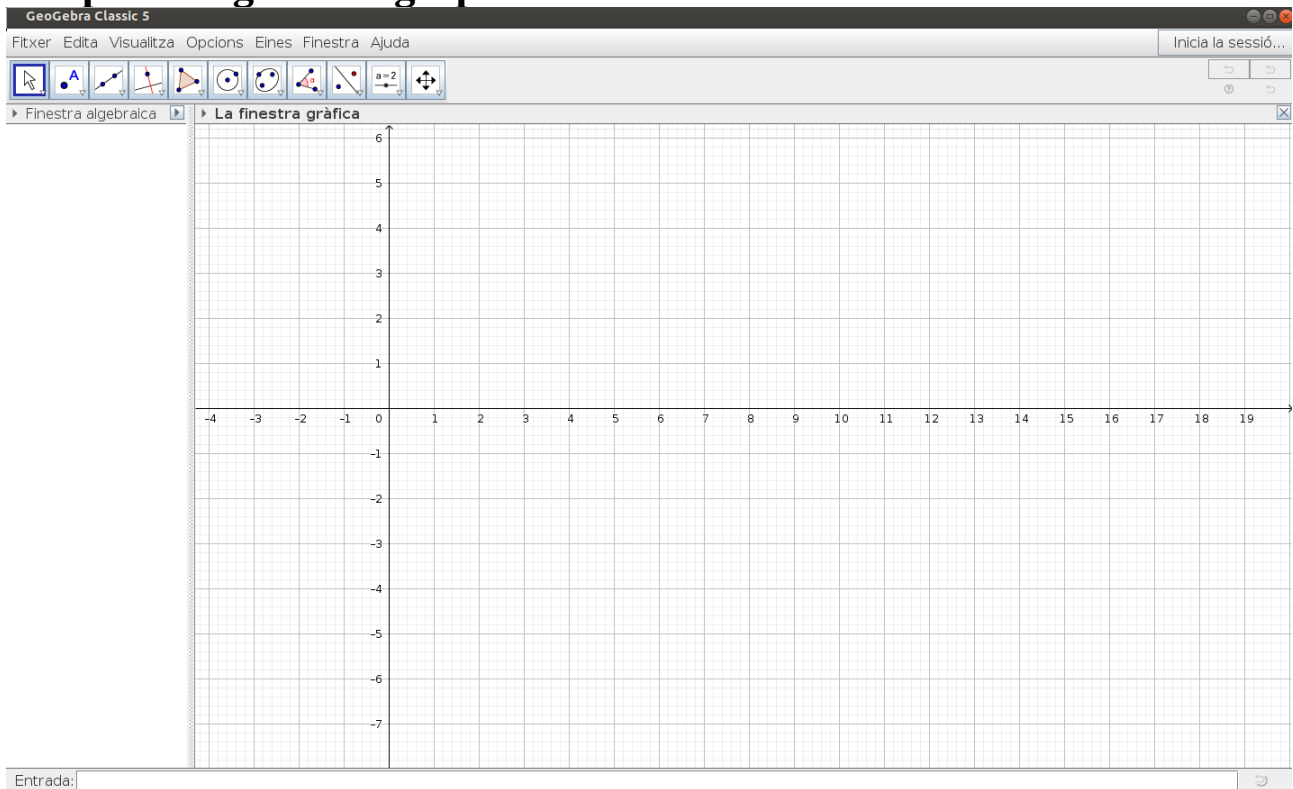 GeoGebra Classic 5
Fitxer Edita Visualitza Opcions Eines Finestra Ajuda Inicia la sessió...
A α a=2
Finestra algebraica La finestra gràfica
6
5
4
3
2
1
-4 -3 -2 -1 0 1 2 3 4 5 6 7 8 9 10 11 12 13 14 15 16 17 18 19
-1
-2
-3
-4
-5
-6
-7
Entrada: